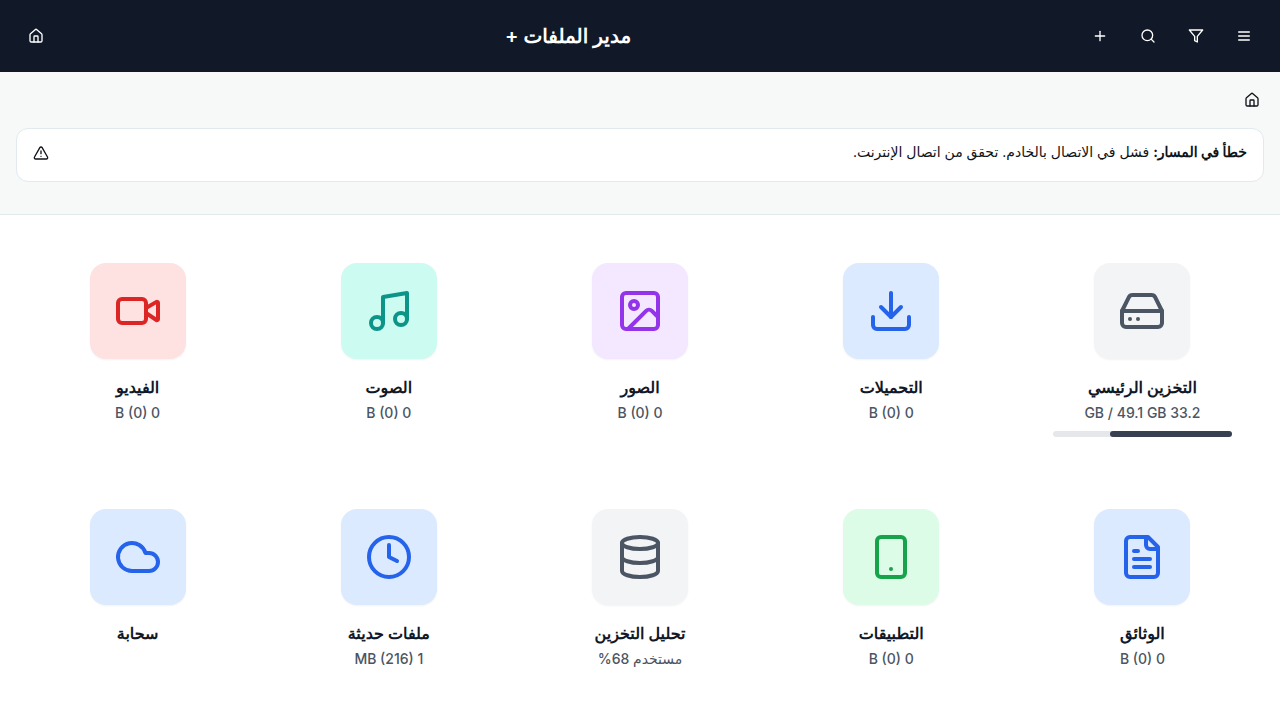 مدير الملفات +
خطأ في المسار: فشل في الاتصال بالخادم. تحقق من اتصال الإنترنت.
التخزين الرئيسي
33.2 GB / 49.1 GB
التحميلات
0 B (0)
الصور
0 B (0)
الصوت
0 B (0)
الفيديو
0 B (0)
الوثائق
0 B (0)
التطبيقات
0 B (0)
تحليل التخزين
مستخدم 68%
ملفات حديثة
1 MB (216)
سحابة